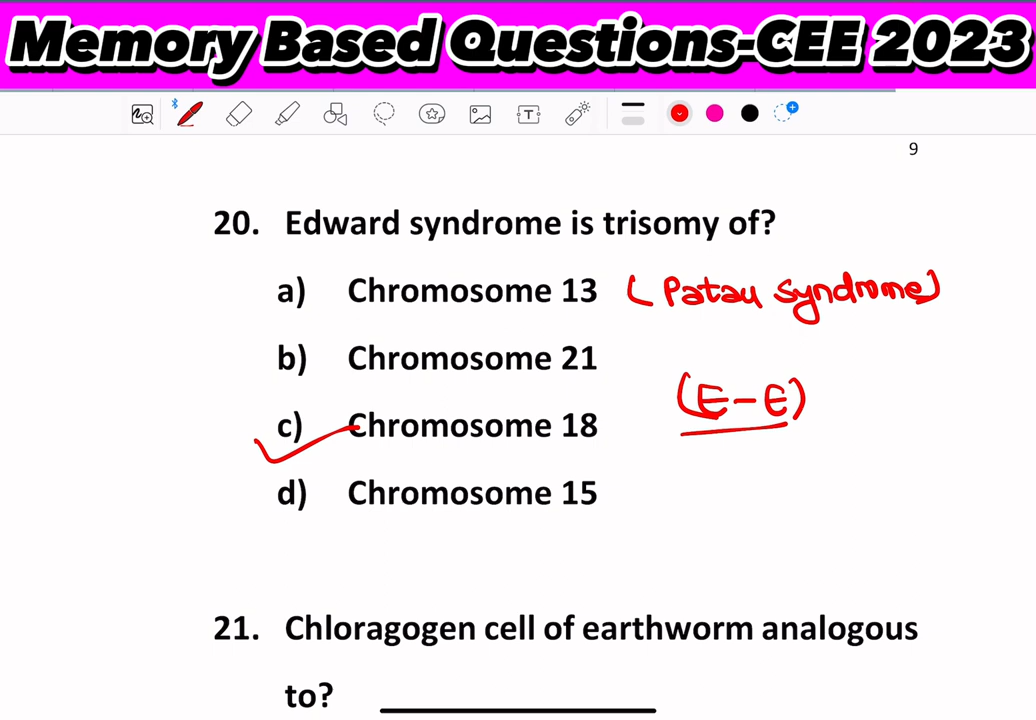 Memory Based Questions-CEE 2023
T
9
20. Edward syndrome is trisomy of?
a) Chromosome 13 (Patau Syndrome)
b) Chromosome 21
(E-E)
c) Chromosome 18
d) Chromosome 15
21. Chloragogen cell of earthworm analogous
to?